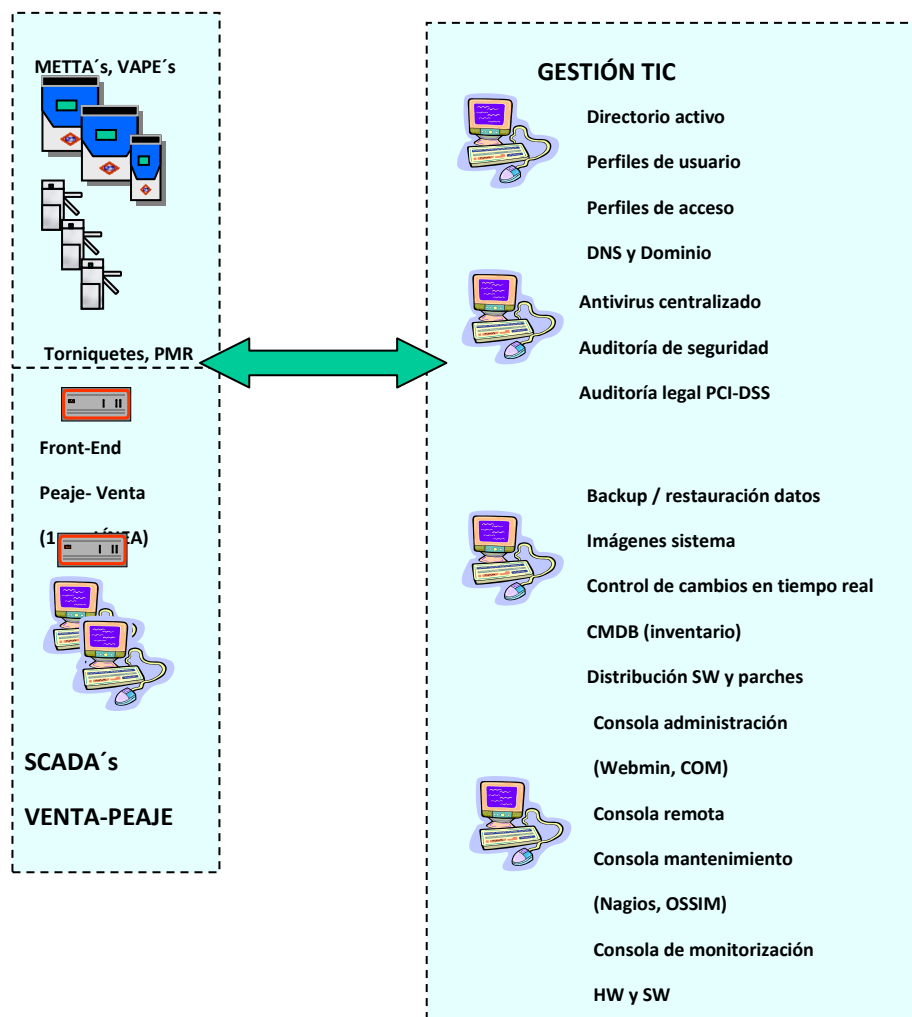 METTA´s, VAPE´s
Torniquetes, PMR
Front-End
Peaje- Venta
(1 EA)
SCADA´s
VENTA-PEAJE
GESTIÓN TIC
Directorio activo
Perfiles de usuario
Perfiles de acceso
DNS y Dominio
Antivirus centralizado
Auditoría de seguridad
Auditoría legal PCI-DSS
Backup / restauración datos
Imágenes sistema
Control de cambios en tiempo real
CMDB (inventario)
Distribución SW y parches
Consola administración
(Webmin, COM)
Consola remota
Consola mantenimiento
(Nagios, OSSIM)
Consola de monitorización
HW y SW